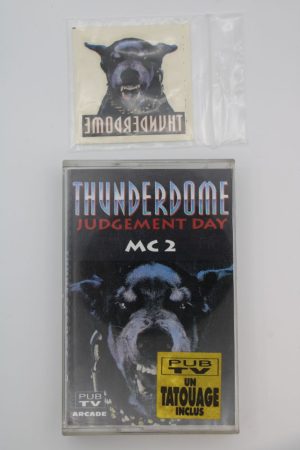 THUNDERDOME
THUNDERDOME
JUDGEMENT DAY
MC 2
PUB
TV
UN
TATOUAGE
INCLUS
PUB
TV
ARCADE